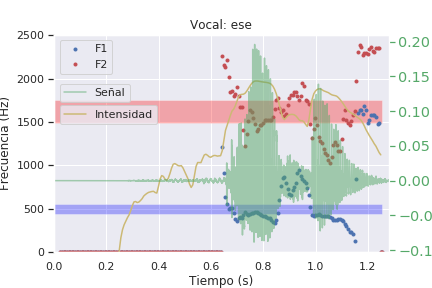 Vocal: ese
F1
F2
Señal
Intensidad
Frecuencia (Hz)
2500
2000
1500
1000
500
0
0.20
0.15
0.10
0.05
0.00
−0.0
−0.1
0.0 0.2 0.4 0.6 0.8 1.0 1.2
Tiempo (s)